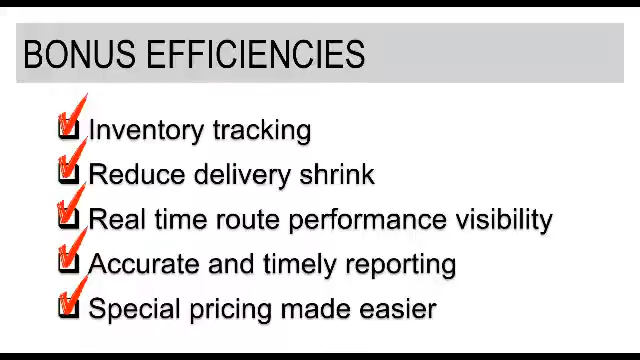 BONUS EFFICIENCIES
Inventory tracking
Reduce delivery shrink
Real time route performance visibility
Accurate and timely reporting
Special pricing made easier